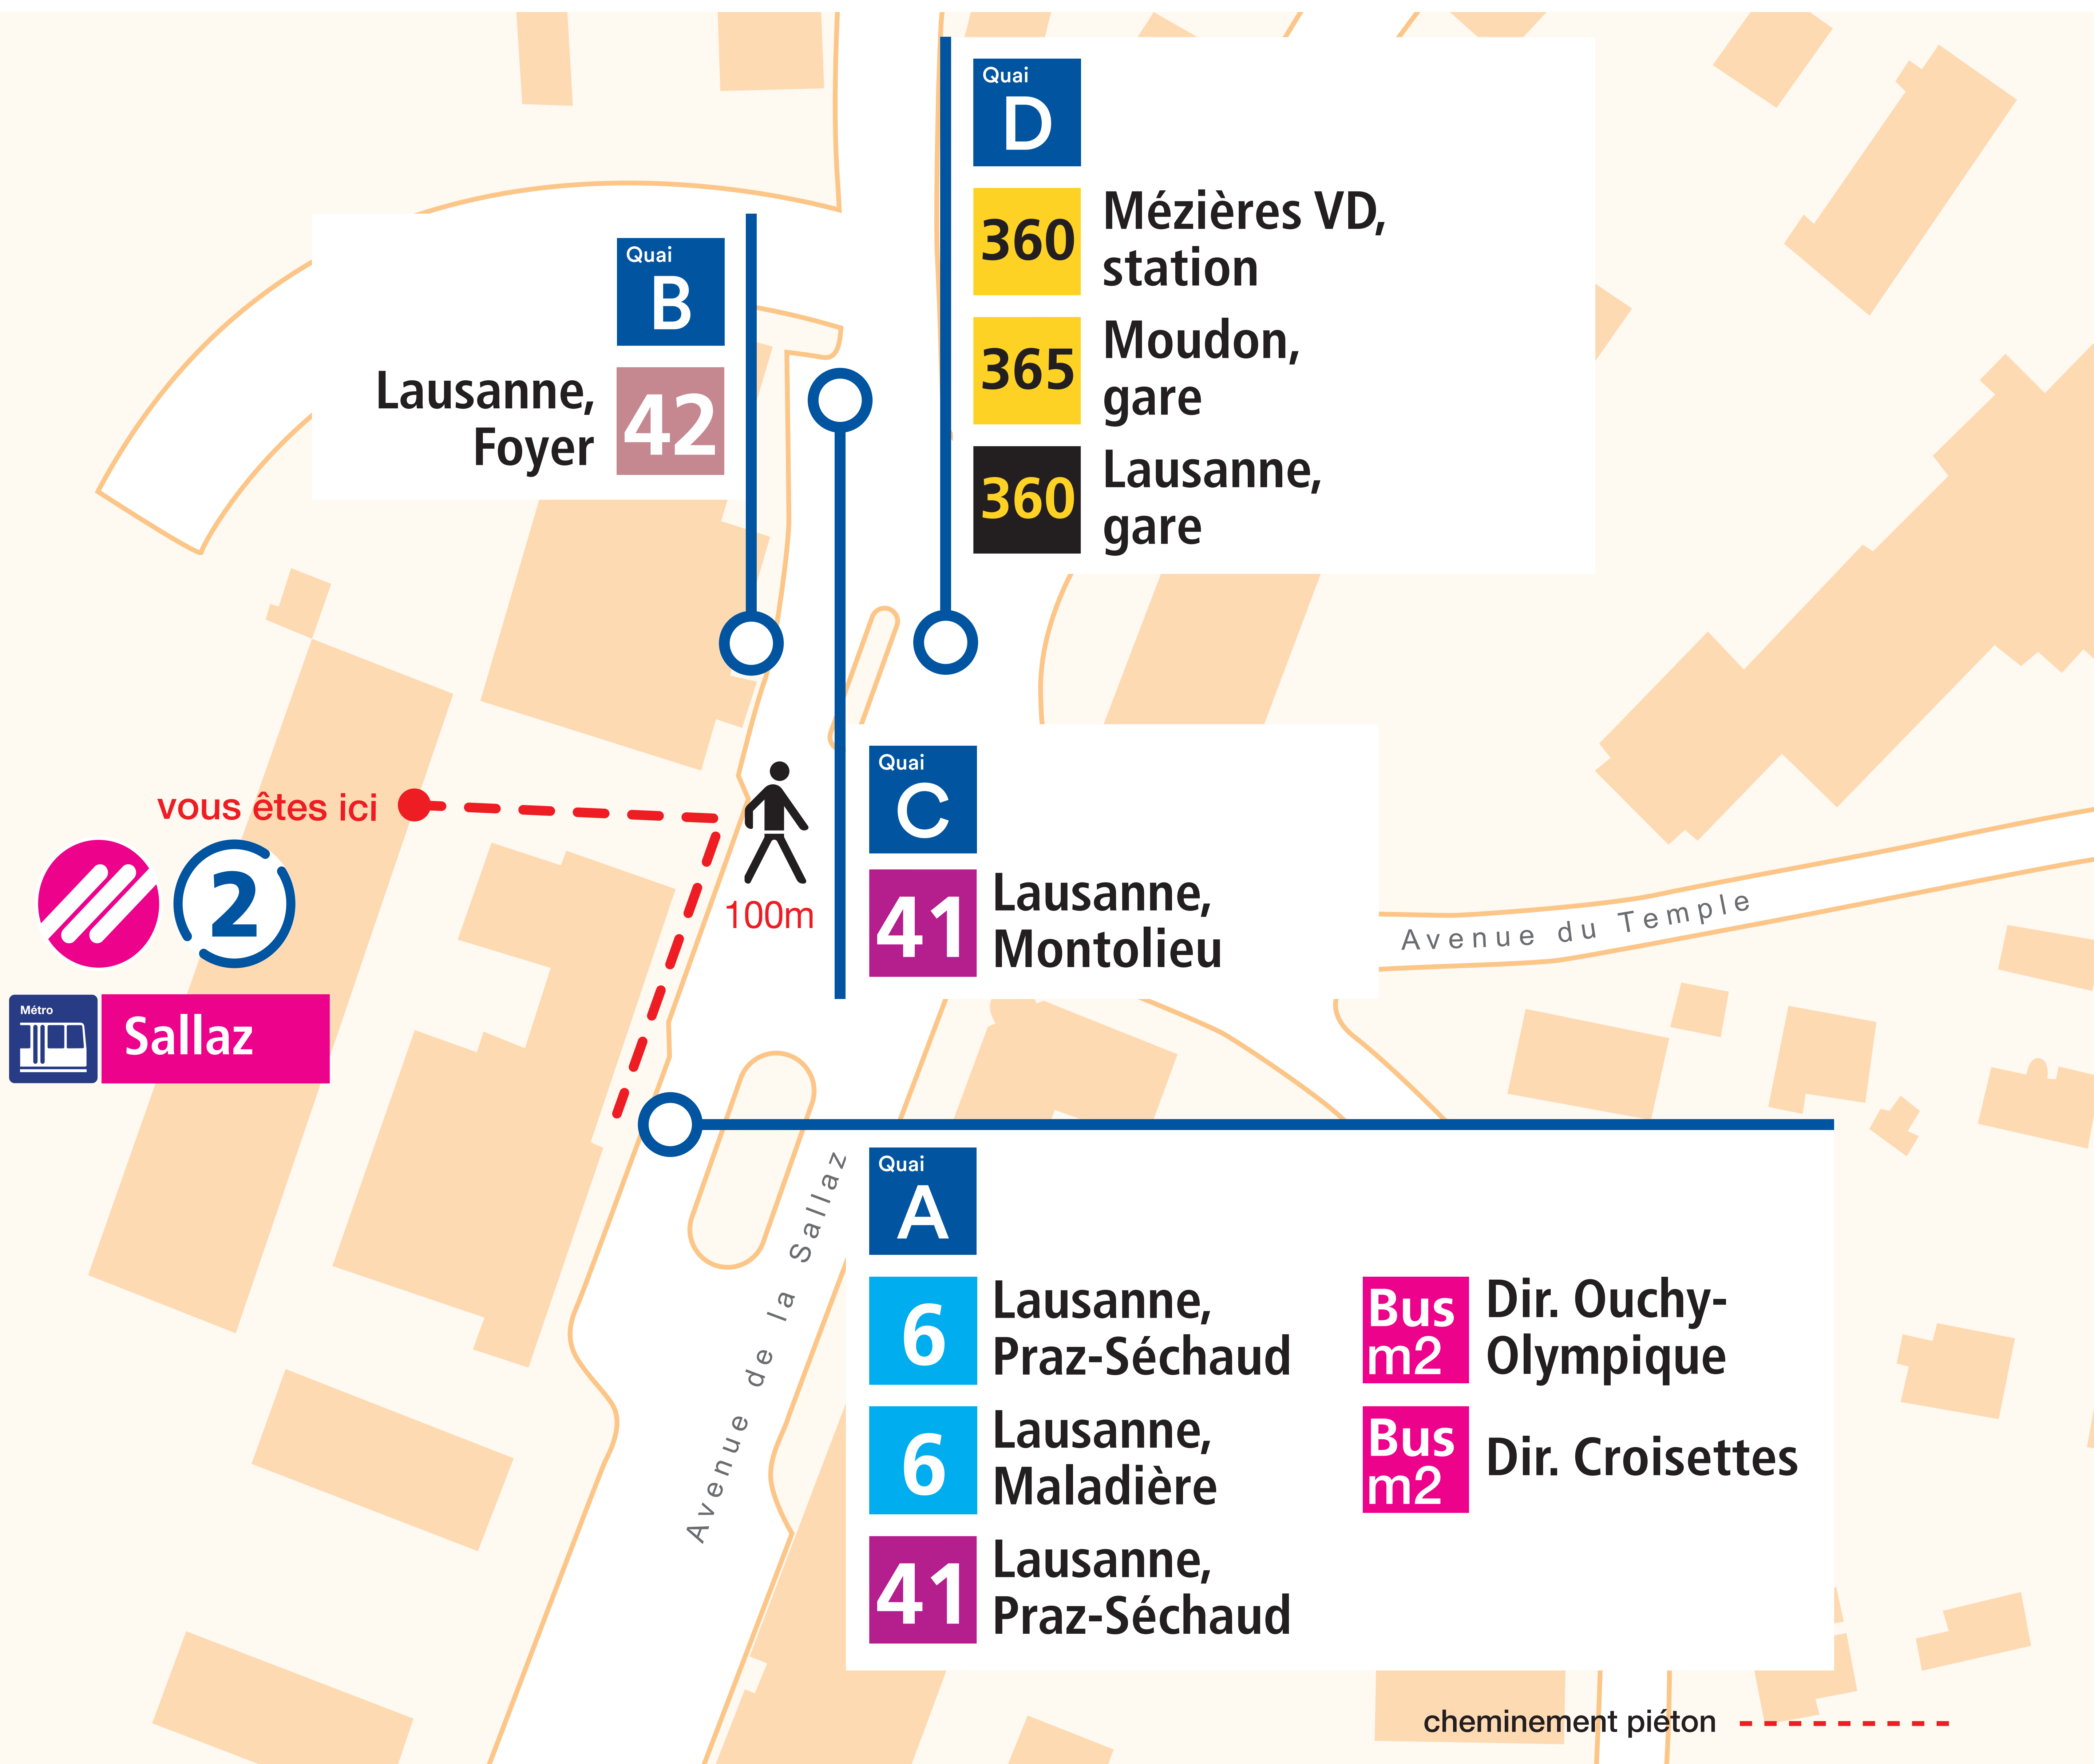 Quai
D
360
Mézières VD,
station
365
Moudon,
gare
360
Lausanne,
gare
Quai
B
Lausanne,
Foyer
42
vous êtes ici
2
Métro
Sallaz
100m
Quai
C
41
Lausanne,
Montolieu
Avenue du Temple
Avenue de la Sallaz
Quai
A
6
Lausanne,
Praz-Séchaud
6
Lausanne,
Maladière
41
Lausanne,
Praz-Séchaud
Bus
m2
Dir. Ouchy-
Olympique
Bus
m2
Dir. Croisettes
cheminement piéton